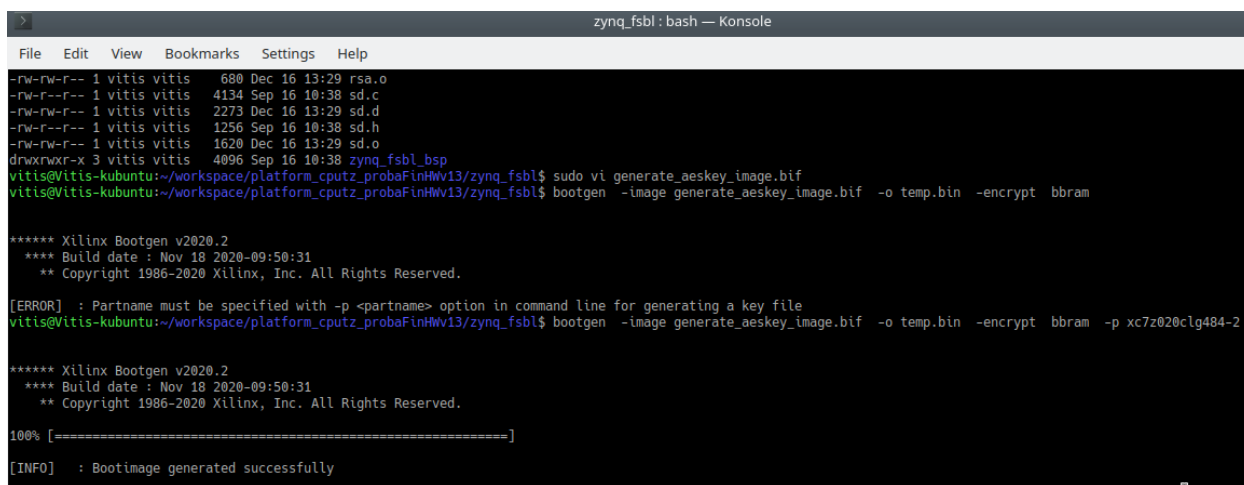 zynq_fsbl : bash — Konsole
File Edit View Bookmarks Settings Help
-rw-rw-r-- 1 vitis vitis 680 Dec 16 13:29 rsa.o
-rw-r--r-- 1 vitis vitis 4134 Sep 16 10:38 sd.c
-rw-rw-r-- 1 vitis vitis 2273 Dec 16 13:29 sd.d
-rw-r--r-- 1 vitis vitis 1256 Sep 16 10:38 sd.h
-rw-rw-r-- 1 vitis vitis 1620 Dec 16 13:29 sd.o
drwxrwxr-x 3 vitis vitis 4096 Sep 16 10:38 zynq_fsbl_bsp
vitis@Vitis-kubuntu:~/workspace/platform_cputz_probaFinHWv13/zynq_fsbl$ sudo vi generate_aeskey_image.bif
vitis@Vitis-kubuntu:~/workspace/platform_cputz_probaFinHWv13/zynq_fsbl$ bootgen -image generate_aeskey_image.bif -o temp.bin -encrypt bbram
****** Xilinx Bootgen v2020.2
**** Build date : Nov 18 2020-09:50:31
** Copyright 1986-2020 Xilinx, Inc. All Rights Reserved.
[ERROR] : Partname must be specified with -p <partname> option in command line for generating a key file
vitis@Vitis-kubuntu:~/workspace/platform_cputz_probaFinHWv13/zynq_fsbl$ bootgen -image generate_aeskey_image.bif -o temp.bin -encrypt bbram -p xc7z020clg484-2
****** Xilinx Bootgen v2020.2
**** Build date : Nov 18 2020-09:50:31
** Copyright 1986-2020 Xilinx, Inc. All Rights Reserved.
100% [============================================================]
[INFO] : Bootimage generated successfully